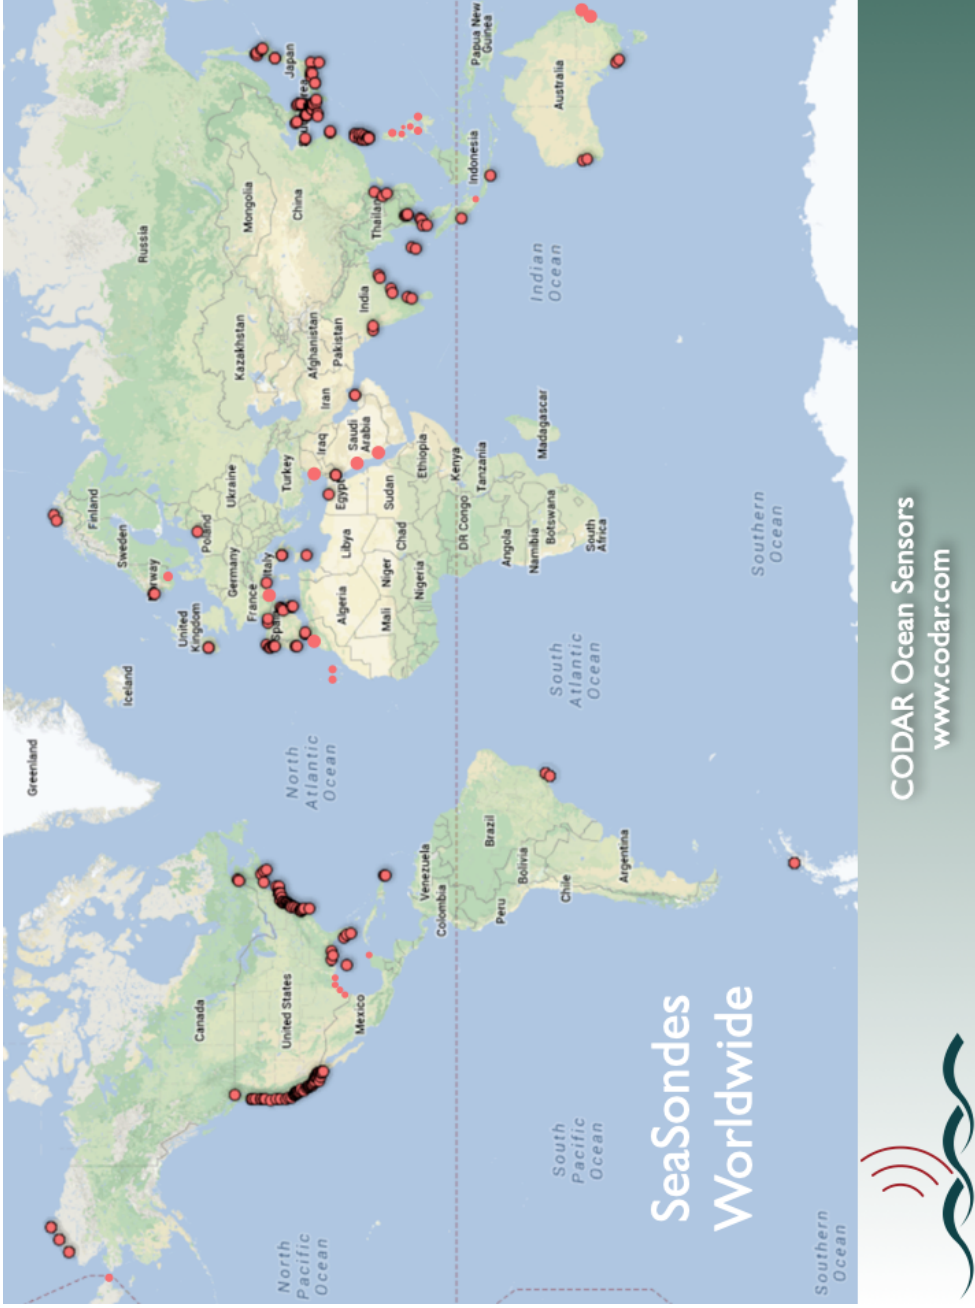 SeaSondes
Worldwide
Greenland
Iceland
Finland
Sweden
Russia
United
Kingdom
Poland
Canada
Germany
Ukraine
Kazakhstan
Mongolia
France
Italy
Spain
Turkey
Japan
United States
North
Atlantic
Ocean
China
Iraq
Iran
Afghanistan
Pakistan
Algeria
Libya
Egypt
Saudi
Arabia
Mexico
India
Thailan
Mali
Niger
Chad
Sudan
Nigeria
Ethiopia
Venezuela
Colombia
DR Congo
Kenya
Tanzania
Indonesia
Papua New
Guinea
North
Pacific
Ocean
Peru
Brazil
Bolivia
Angola
Namibia
Botswana
Madagascar
Indian
Ocean
Australia
South
Pacific
Ocean
Chile
South
Atlantic
Ocean
South
Africa
Argentina
Southern
Ocean
Southern
Ocean
CODAR Ocean Sensors
www.codar.com